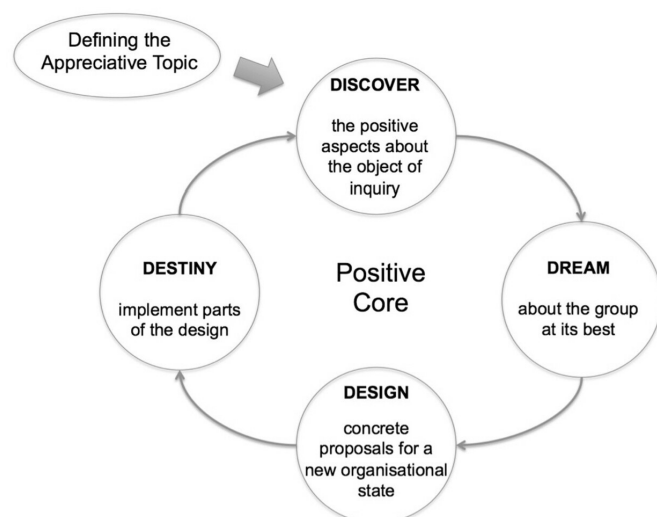 Defining the
Appreciative Topic
DISCOVER
the positive
aspects about
the object of
inquiry
DREAM
about the group
at its best
DESIGN
concrete
proposals for a
new organisational
state
DESTINY
implement parts
of the design
Positive
Core